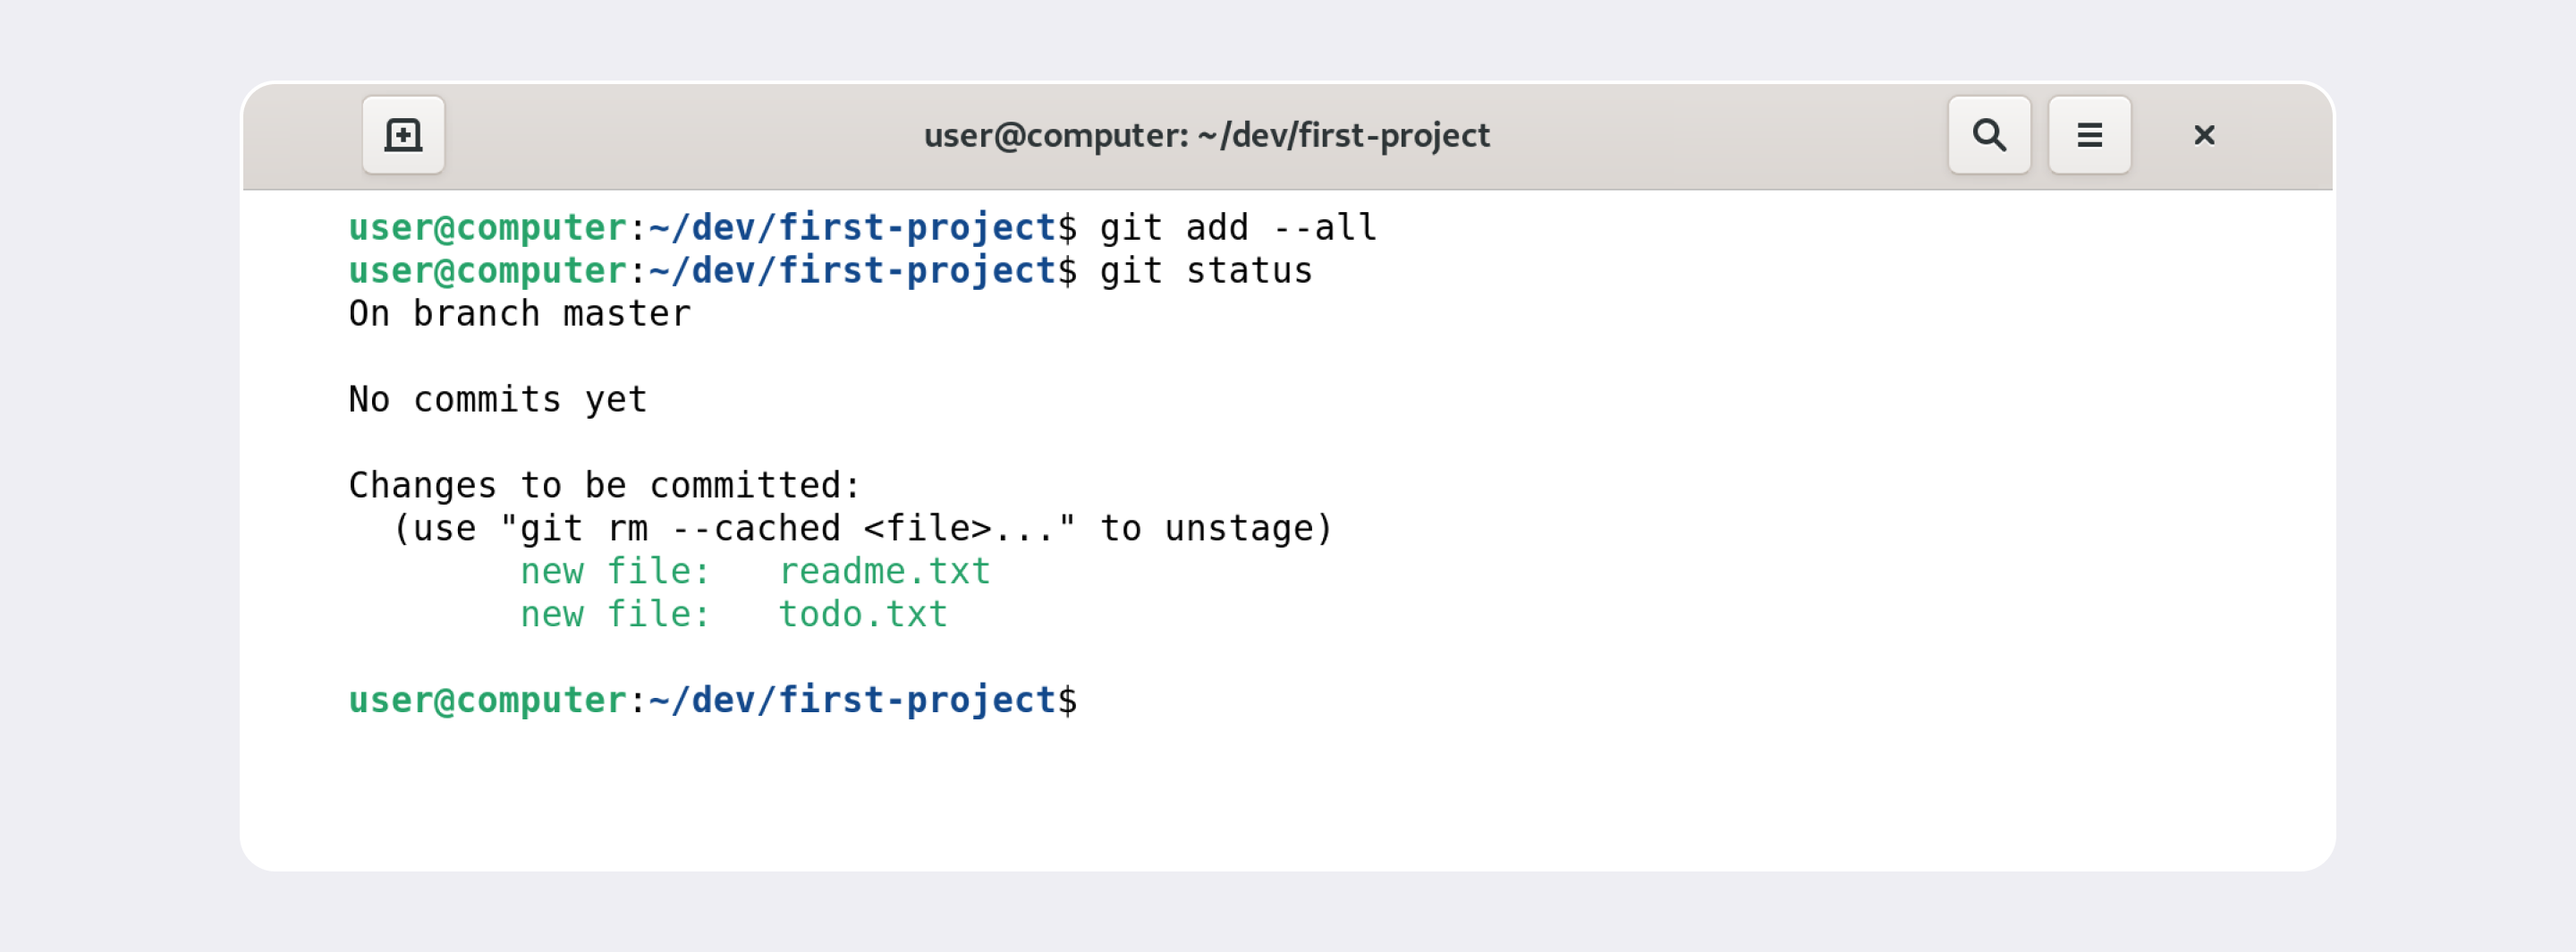 user@computer: ~/dev/first-project
user@computer:~/dev/first-project$ git add --all
user@computer:~/dev/first-project$ git status
On branch master
No commits yet
Changes to be committed:
  (use "git rm --cached <file>..." to unstage)
        new file:   readme.txt
        new file:   todo.txt
user@computer:~/dev/first-project$